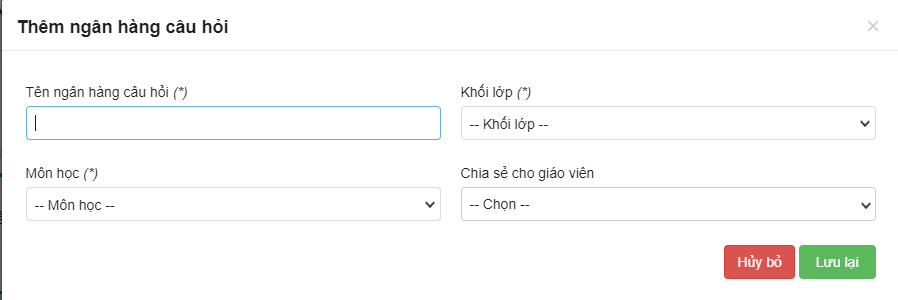 Thêm ngân hàng câu hỏi
×
Tên ngân hàng câu hỏi (*)
Khối lớp (*)
-- Khối lớp --
Môn học (*)
Chia sẻ cho giáo viên
-- Môn học --
-- Chọn --
Hủy bỏ
Lưu lại